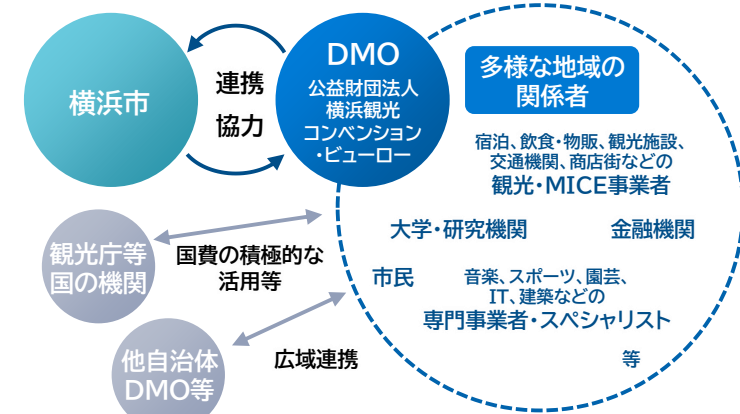 横浜市
連携
協力
DMO
公益財団法人
横浜観光
コンベンション
・ビューロー
多様な地域の
関係者
宿泊、飲食・物販、観光施設、
交通機関、商店街などの
観光・MICE事業者
大学・研究機関
金融機関
市民
音楽、スポーツ、園芸、
IT、建築などの
専門事業者・スペシャリスト
等
観光庁等
国の機関
国費の積極的な
活用等
他自治体
DMO等
広域連携